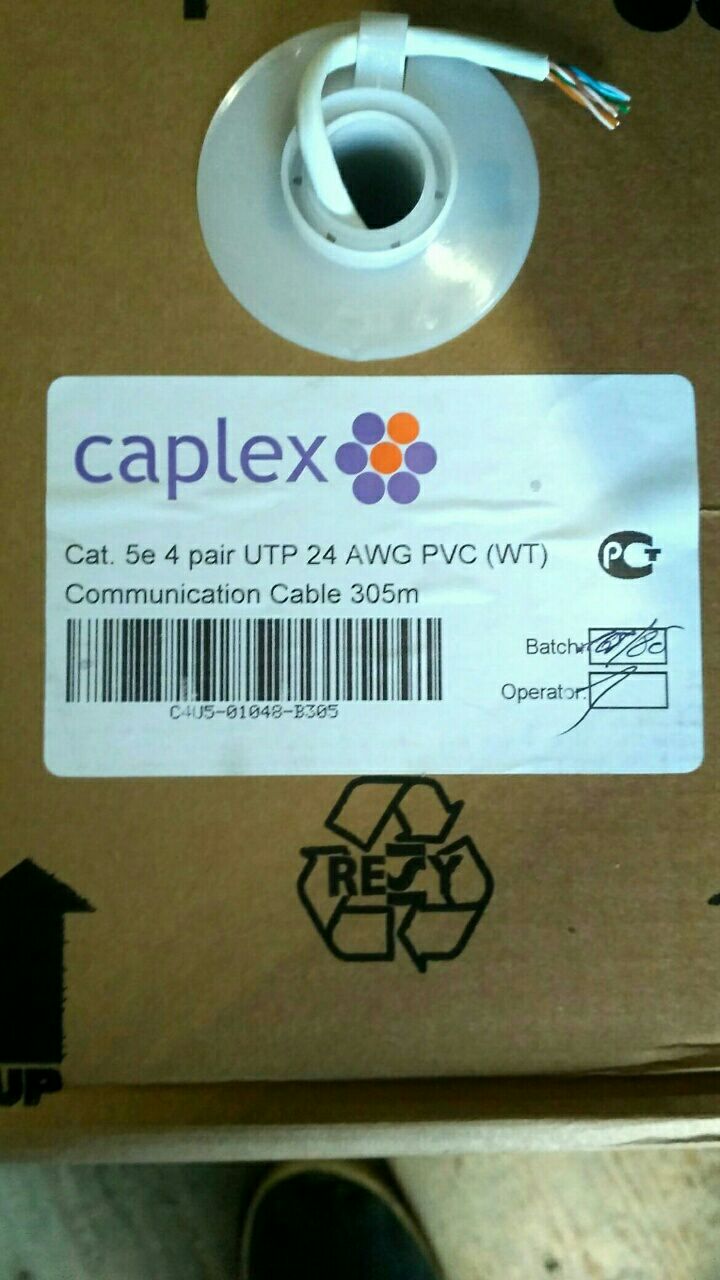 caplex
Cat. 5e 4 pair UTP 24 AWG PVC (WT)
PCT
Communication Cable 305m
Batch
Operator:
C4U5-01048-B305
RESY
UP